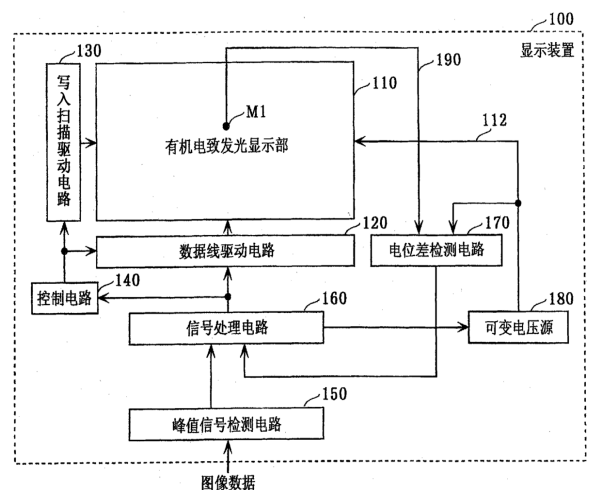 100
显示装置
130
写入扫描驱动电路
190
110
M1
112
有机电致发光显示部
120
170
数据线驱动电路
电位差检测电路
140
控制电路
160
180
信号处理电路
可变电压源
150
峰值信号检测电路
图像数据